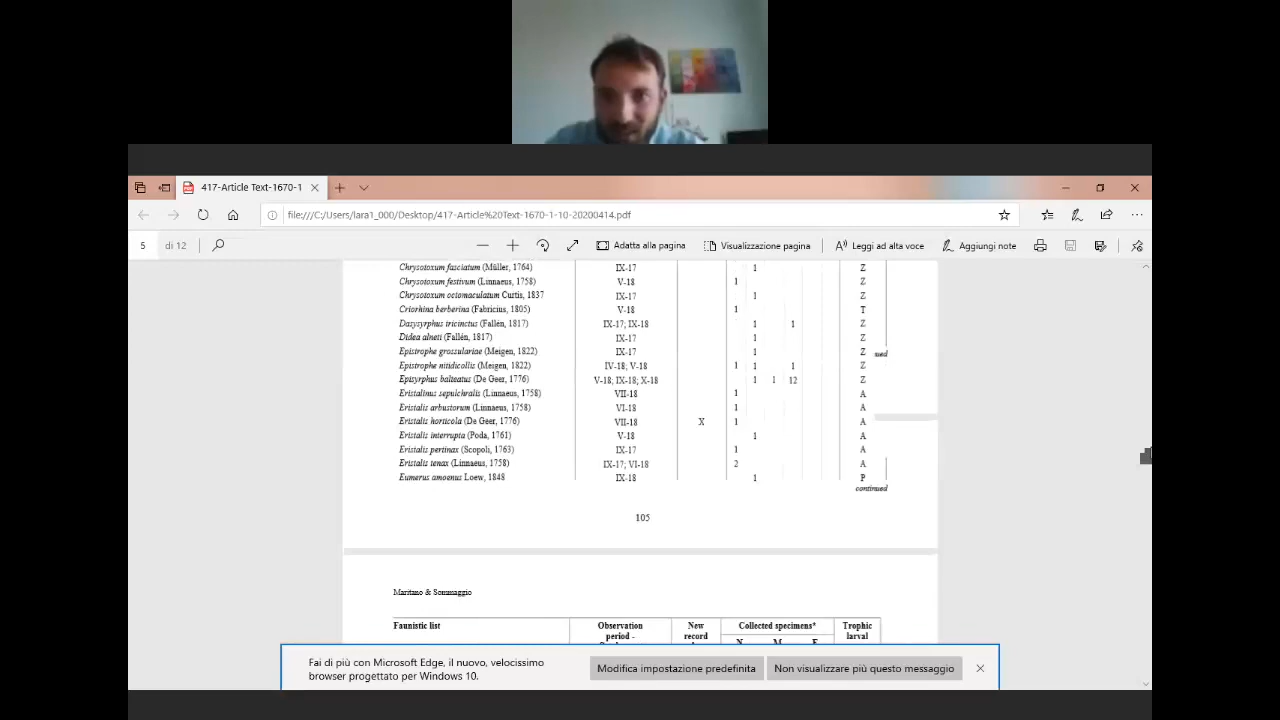 417-Article Text-1670-1
file:///C:/Users/lara1_000/Desktop/417-Article%20Text-1670-1-10-20200414.pdf
5 di 12 Adatta alla pagina Visualizzazione pagina Leggi ad alta voce Aggiungi note
Chrysotoxum fasciatum (Müller, 1764) IX-17 1 Z
Chrysotoxum festivum (Linnaeus, 1758) V-18 1 Z
Chrysotoxum octomaculatum Curtis, 1837 IX-17 1 Z
Criorhina berberina (Fabricius, 1805) V-18 1 T
Dasysyrphus tricinctus (Fallén, 1817) IX-17; IX-18 1 1 Z
Didea alneti (Fallén, 1817) IX-17 1 Z
Epistrophe grossulariae (Meigen, 1822) IX-17 1 Z
Epistrophe nitidicollis (Meigen, 1822) IV-18; V-18 1 1 1 Z
Episyrphus balteatus (De Geer, 1776) V-18; IX-18; X-18 1 1 12 Z
Eristalinus sepulchralis (Linnaeus, 1758) VII-18 1 A
Eristalis arbustorum (Linnaeus, 1758) VI-18 1 A
Eristalis horticola (De Geer, 1776) VII-18 X 1 A
Eristalis interrupta (Poda, 1761) V-18 1 A
Eristalis pertinax (Scopoli, 1763) IX-17 1 A
Eristalis tenax (Linnaeus, 1758) IX-17; VI-18 2 A
Eumerus amoenus Loew, 1848 IX-18 1 P
continued
105
Maritano & Sommaggio
Faunistic list Observation New Collected specimens* Trophic
period - record larval
N M F
Fai di più con Microsoft Edge, il nuovo, velocissimo
browser progettato per Windows 10.
Modifica impostazione predefinita Non visualizzare più questo messaggio